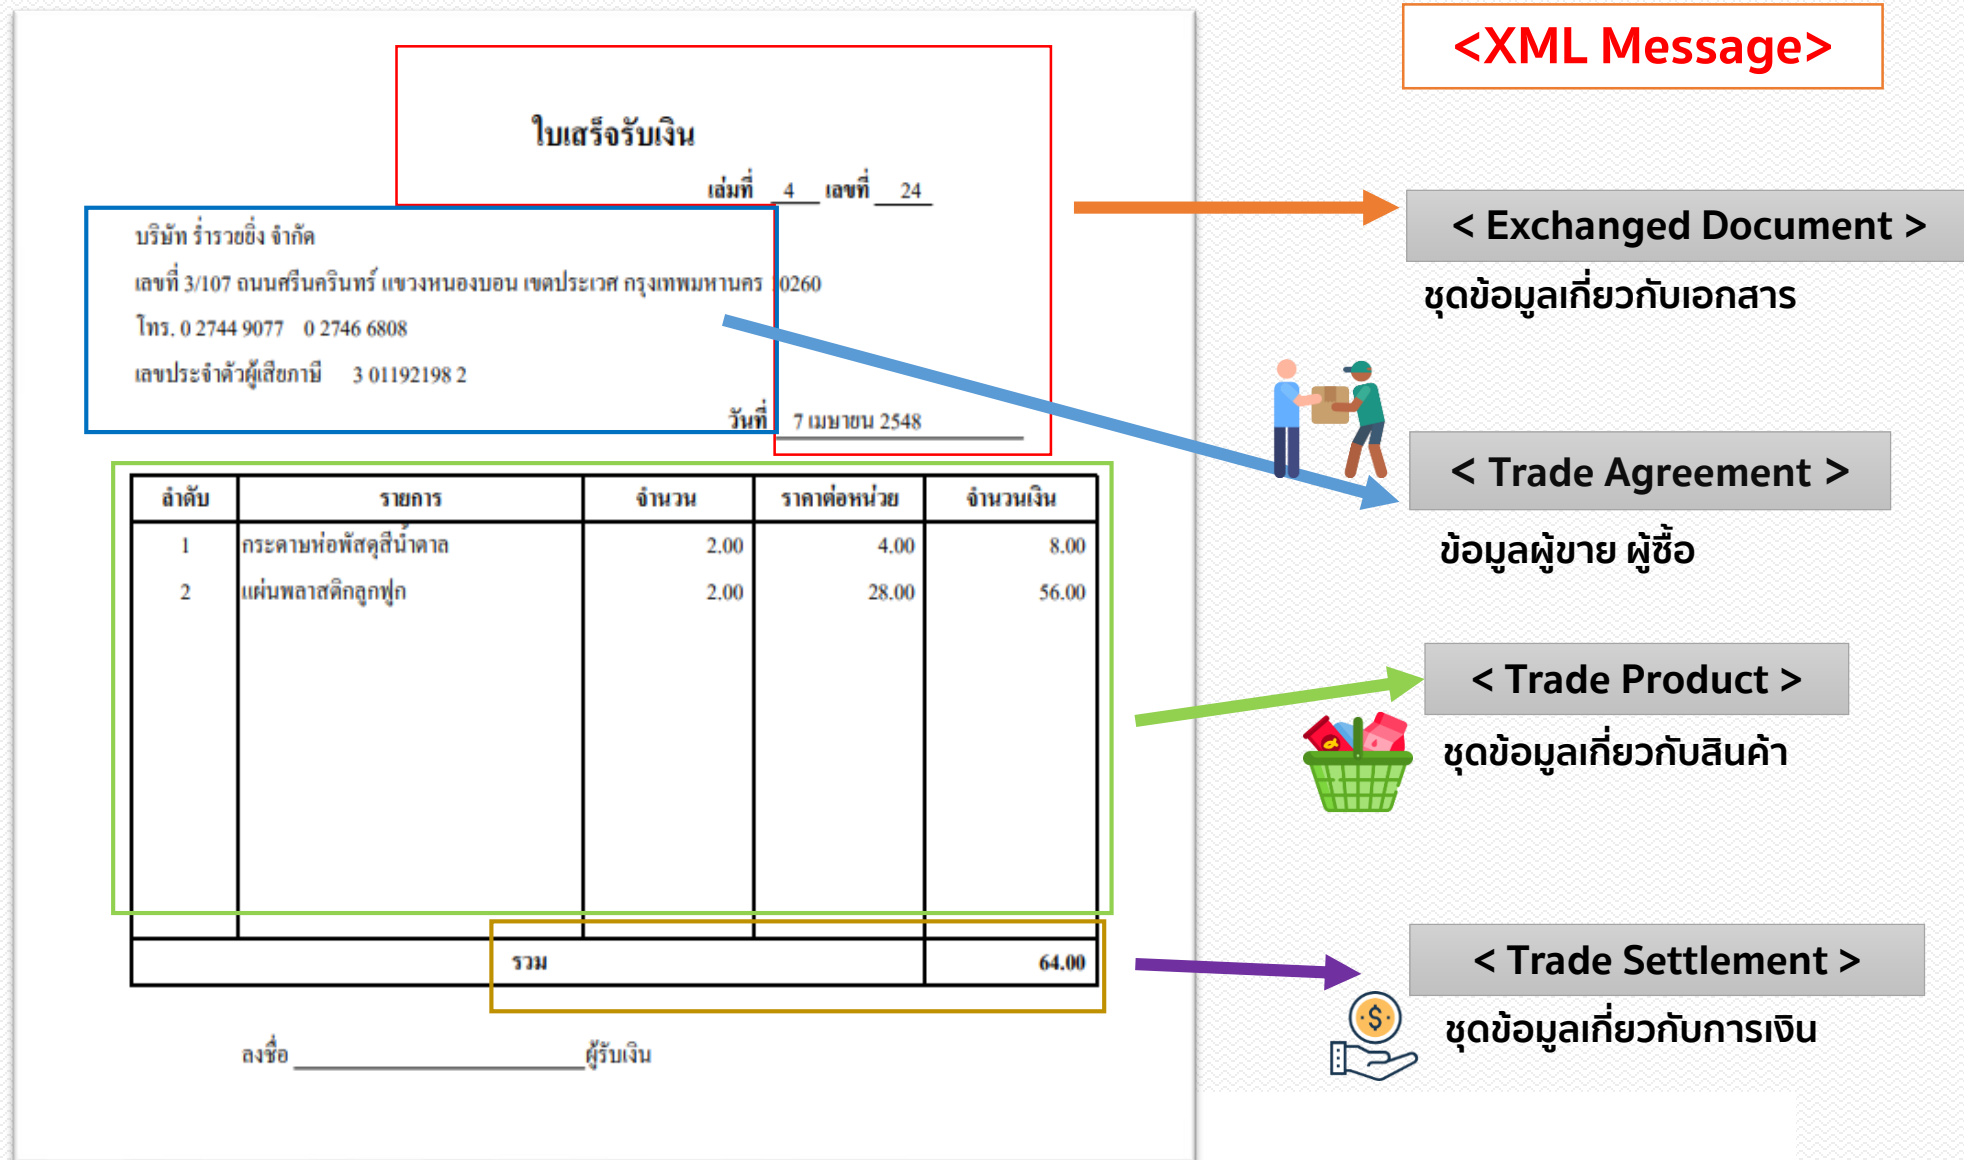 <XML Message>
ใบเสร็จรับเงิน
เล่มที่ 4 เลขที่ 24
บริษัท ร่ำรวยยิ่ง จำกัด
เลขที่ 3/107 ถนนศรีนครินทร์ แขวงหนองบอน เขตประเวศ กรุงเทพมหานคร 10260
โทร. 0 2744 9077 0 2746 6808
เลขประจำตัวผู้เสียภาษี 3 01192198 2
วันที่ 7 เมษายน 2548
ลำดับ รายการ จำนวน ราคาต่อหน่วย จำนวนเงิน
1 กระดาษห่อพัสดุสีน้ำตาล 2.00 4.00 8.00
2 แผ่นพลาสติกลูกฟูก 2.00 28.00 56.00
รวม 64.00
ลงชื่อ ผู้รับเงิน
< Exchanged Document >
ชุดข้อมูลเกี่ยวกับเอกสาร
< Trade Agreement >
ข้อมูลผู้ขาย ผู้ซื้อ
< Trade Product >
ชุดข้อมูลเกี่ยวกับสินค้า
< Trade Settlement >
ชุดข้อมูลเกี่ยวกับการเงิน